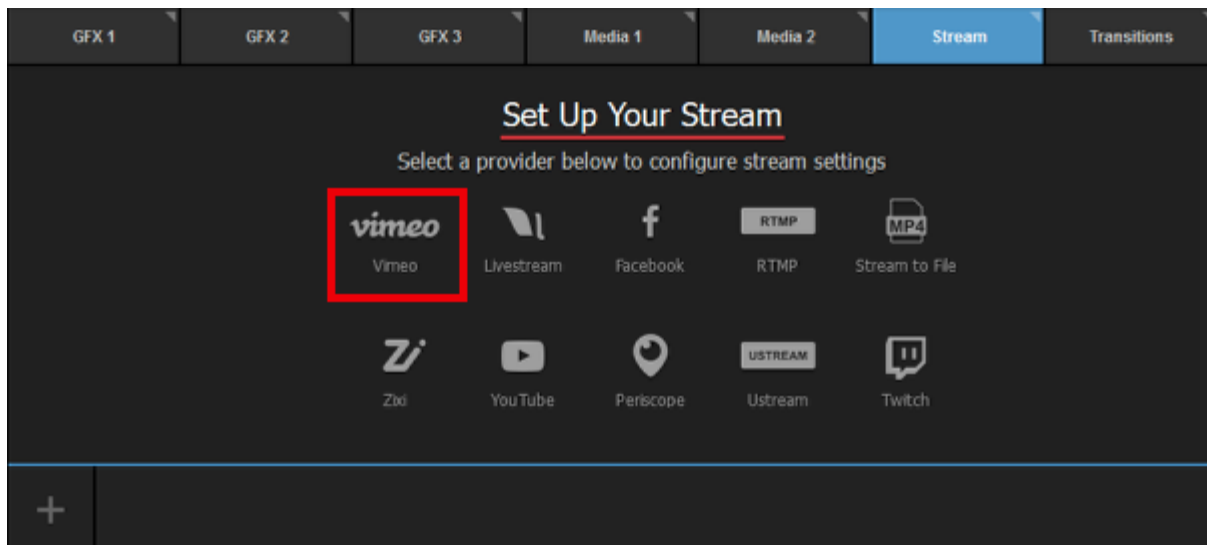 GFX 1 GFX 2 GFX 3 Media 1 Media 2 Stream Transitions
Set Up Your Stream
Select a provider below to configure stream settings
vimeo f RTMP MP4
Vimeo Livestream Facebook RTMP Stream to File
Zi USTREAM
Zixi YouTube Periscope Ustream Twitch
+